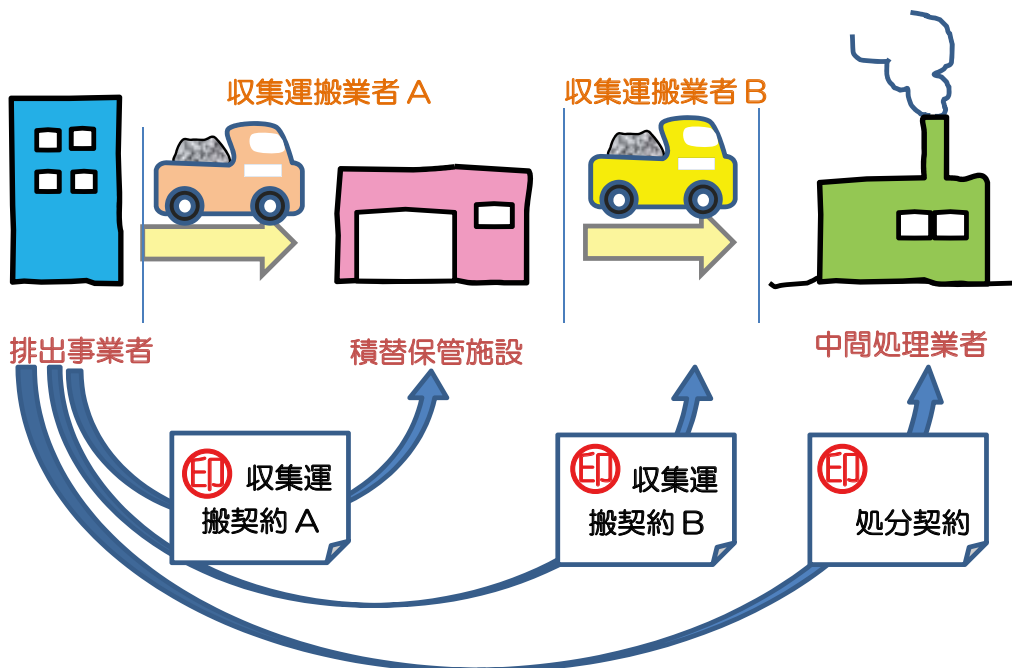 収集運搬業者 A
収集運搬業者 B
排出事業者
積替保管施設
中間処理業者
印 収集運
搬契約 A
印 収集運
搬契約 B
印
処分契約